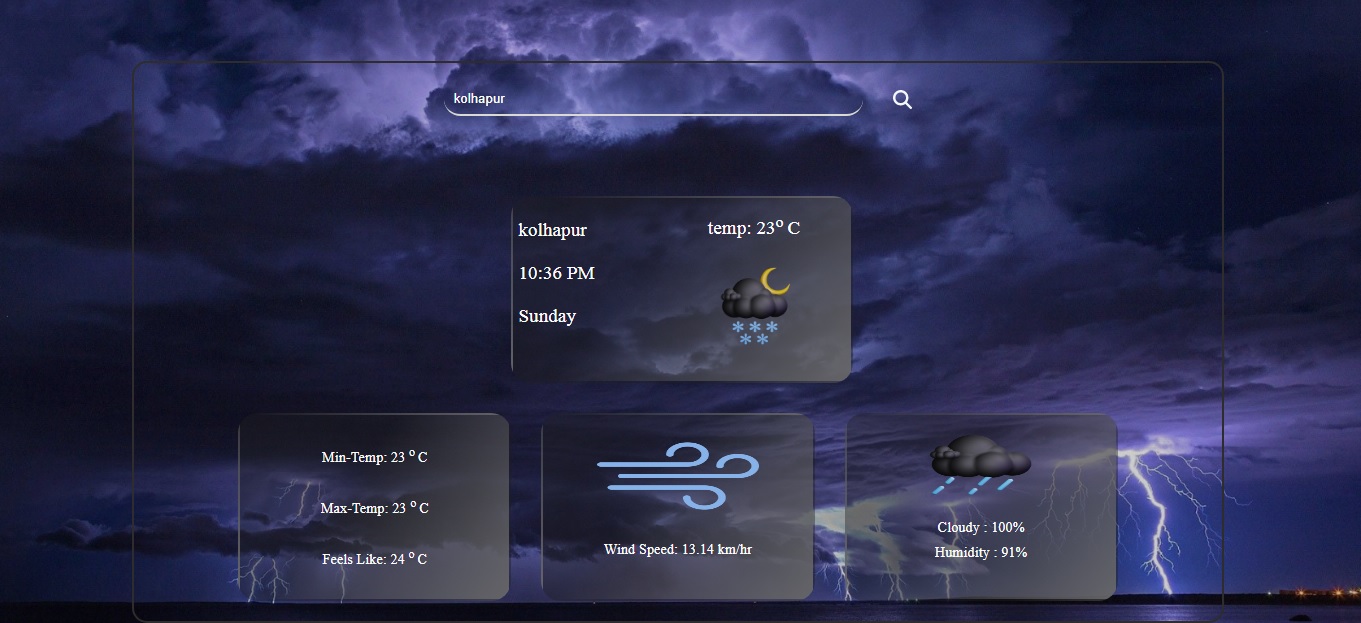 kolhapur
kolhapur
temp: 23° C
10:36 PM
Sunday
Min-Temp: 23 ° C
Max-Temp: 23 ° C
Feels Like: 24 ° C
Wind Speed: 13.14 km/hr
Cloudy : 100%
Humidity : 91%